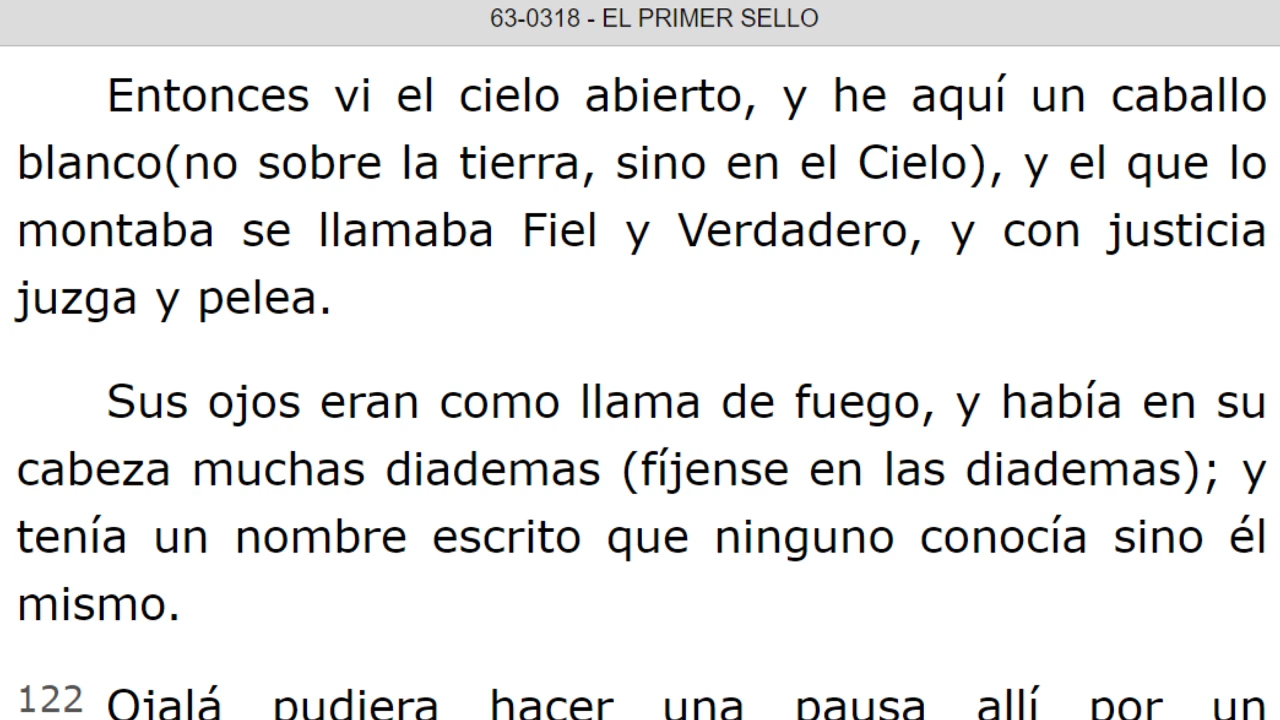 63-0318 - EL PRIMER SELLO
Entonces vi el cielo abierto, y he aquí un caballo
blanco(no sobre la tierra, sino en el Cielo), y el que lo
montaba se llamaba Fiel y Verdadero, y con justicia
juzga y pelea.
Sus ojos eran como llama de fuego, y había en su
cabeza muchas diademas (fíjense en las diademas); y
tenía un nombre escrito que ninguno conocía sino él
mismo.
122 Ojalá pudiera hacer una pausa allí por un